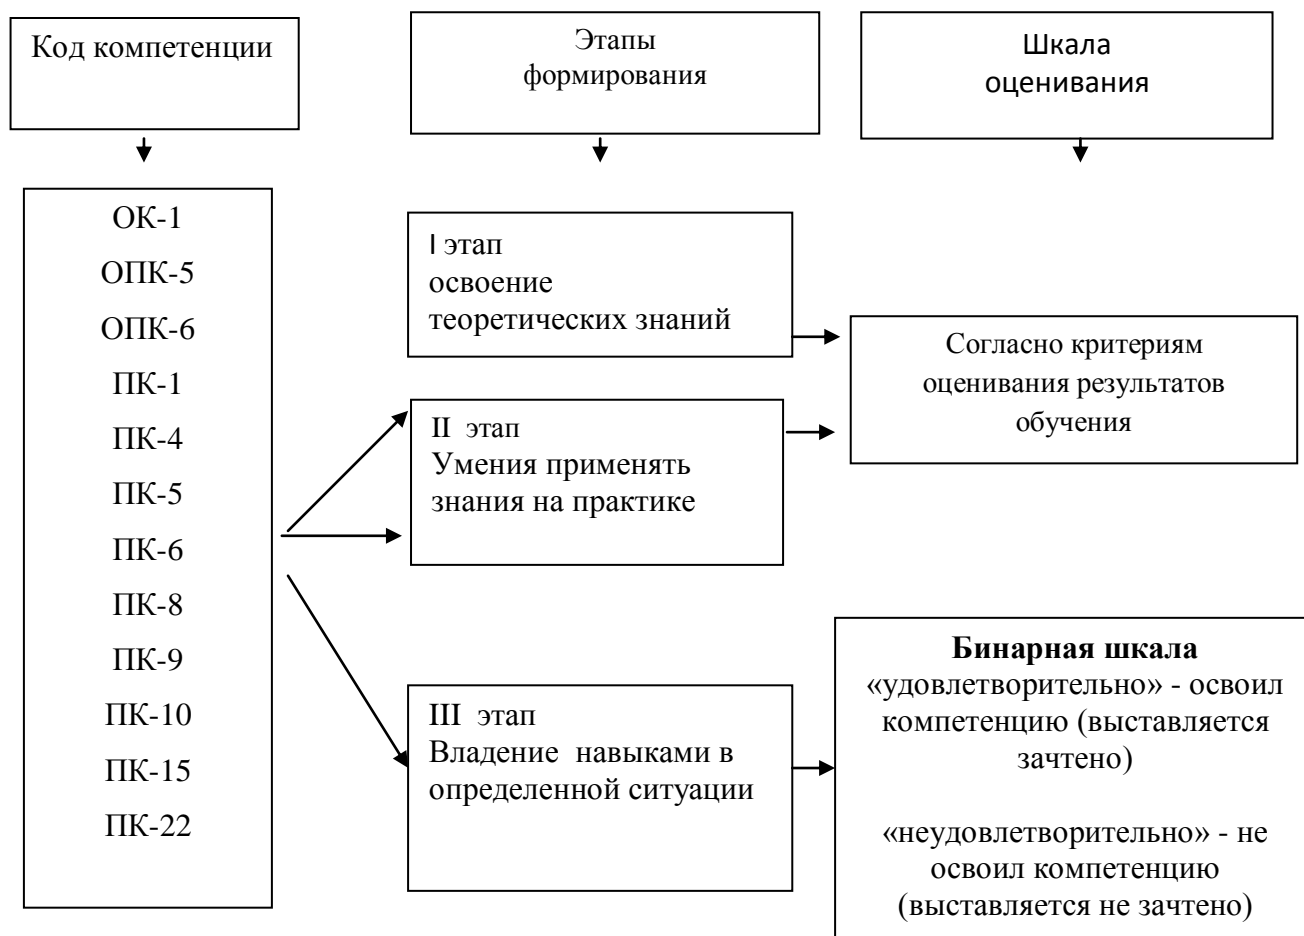 Код компетенции
Этапы
формирования
Шкала
оценивания
ОК-1
ОПК-5
ОПК-6
ПК-1
ПК-4
ПК-5
ПК-6
ПК-8
ПК-9
ПК-10
ПК-15
ПК-22
I этап
освоение
теоретических знаний
II этап
Умения применять
знания на практике
III этап
Владение навыками в
определенной ситуации
Согласно критериям
оценивания результатов
обучения
Бинарная шкала
«удовлетворительно» - освоил
компетенцию (выставляется
зачтено)
«неудовлетворительно» - не
освоил компетенцию
(выставляется не зачтено)